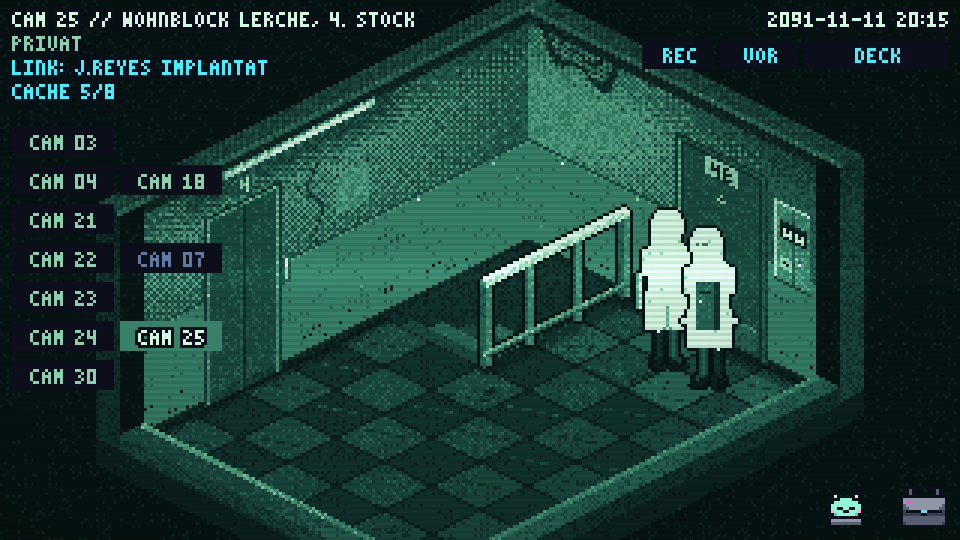 CAM 25 // WOHNBLOCK LERCHE, 4. STOCK
2091-11-11 20:15
PRIVAT
REC VOR DECK
LINK: J.REYES IMPLANTAT
CACHE 5/8
CAM 03
CAM 04 CAM 18
CAM 21
CAM 22 CAM 07
CAM 23
CAM 24 CAM 25
CAM 30